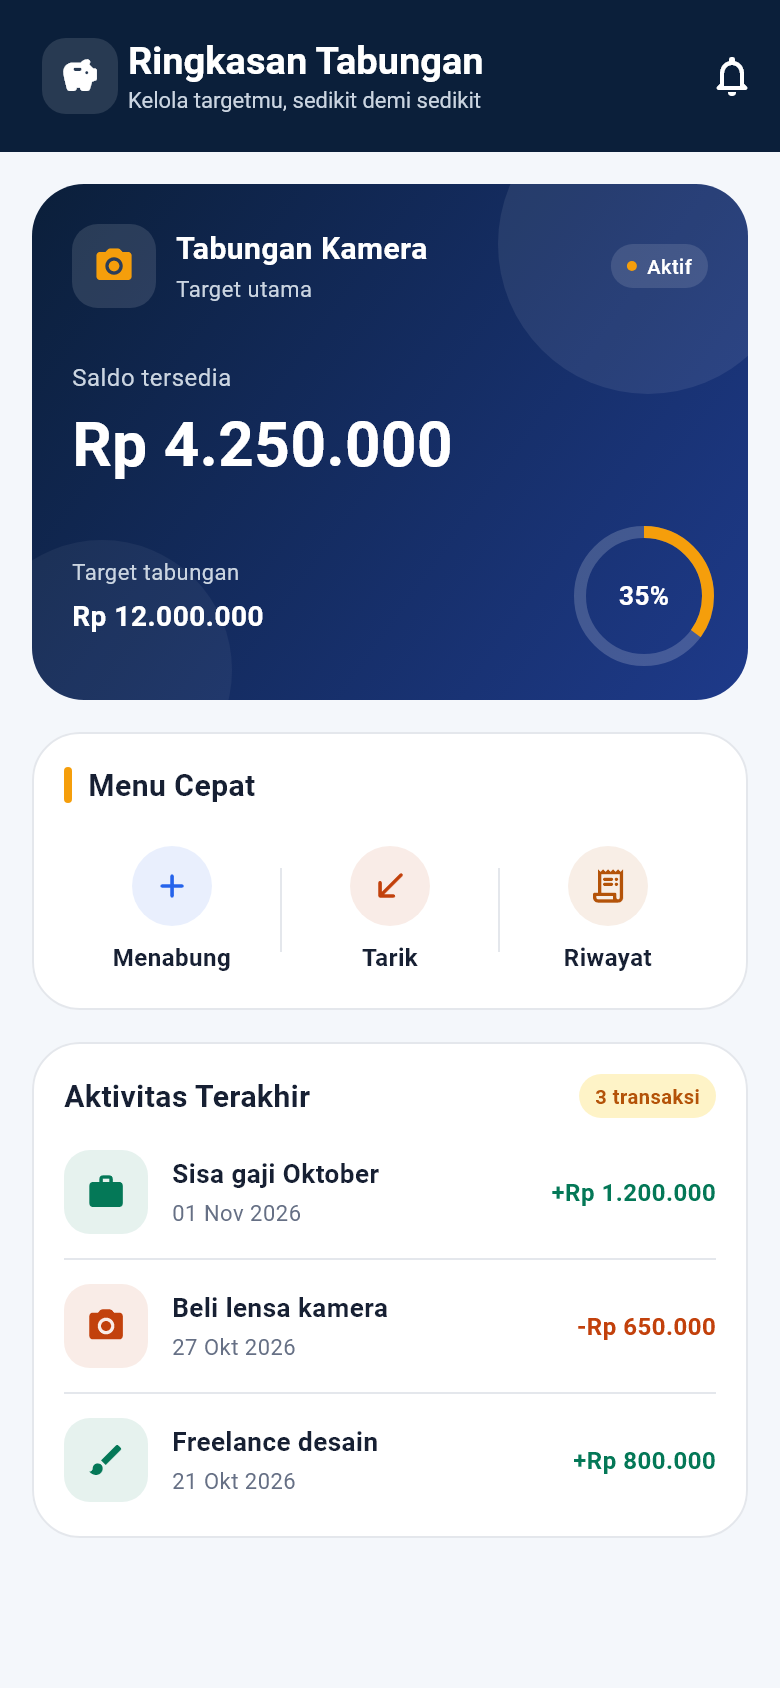 Ringkasan Tabungan
Kelola targetmu, sedikit demi sedikit
Tabungan Kamera
Target utama
Aktif
Saldo tersedia
Rp 4.250.000
Target tabungan
Rp 12.000.000
35%
Menu Cepat
Menabung
Tarik
Riwayat
Aktivitas Terakhir
3 transaksi
Sisa gaji Oktober
01 Nov 2026
+Rp 1.200.000
Beli lensa kamera
27 Okt 2026
-Rp 650.000
Freelance desain
21 Okt 2026
+Rp 800.000